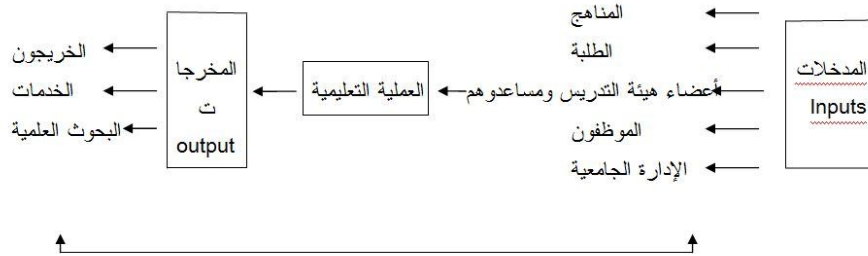 المدخلات
Inputs
المناهج
الطلبة
أعضاء هيئة التدريس ومساعدوهم
الموظفون
الإدارة الجامعية
العملية التعليمية
المخرجا
ت
output
الخريجون
الخدمات
البحوث العلمية